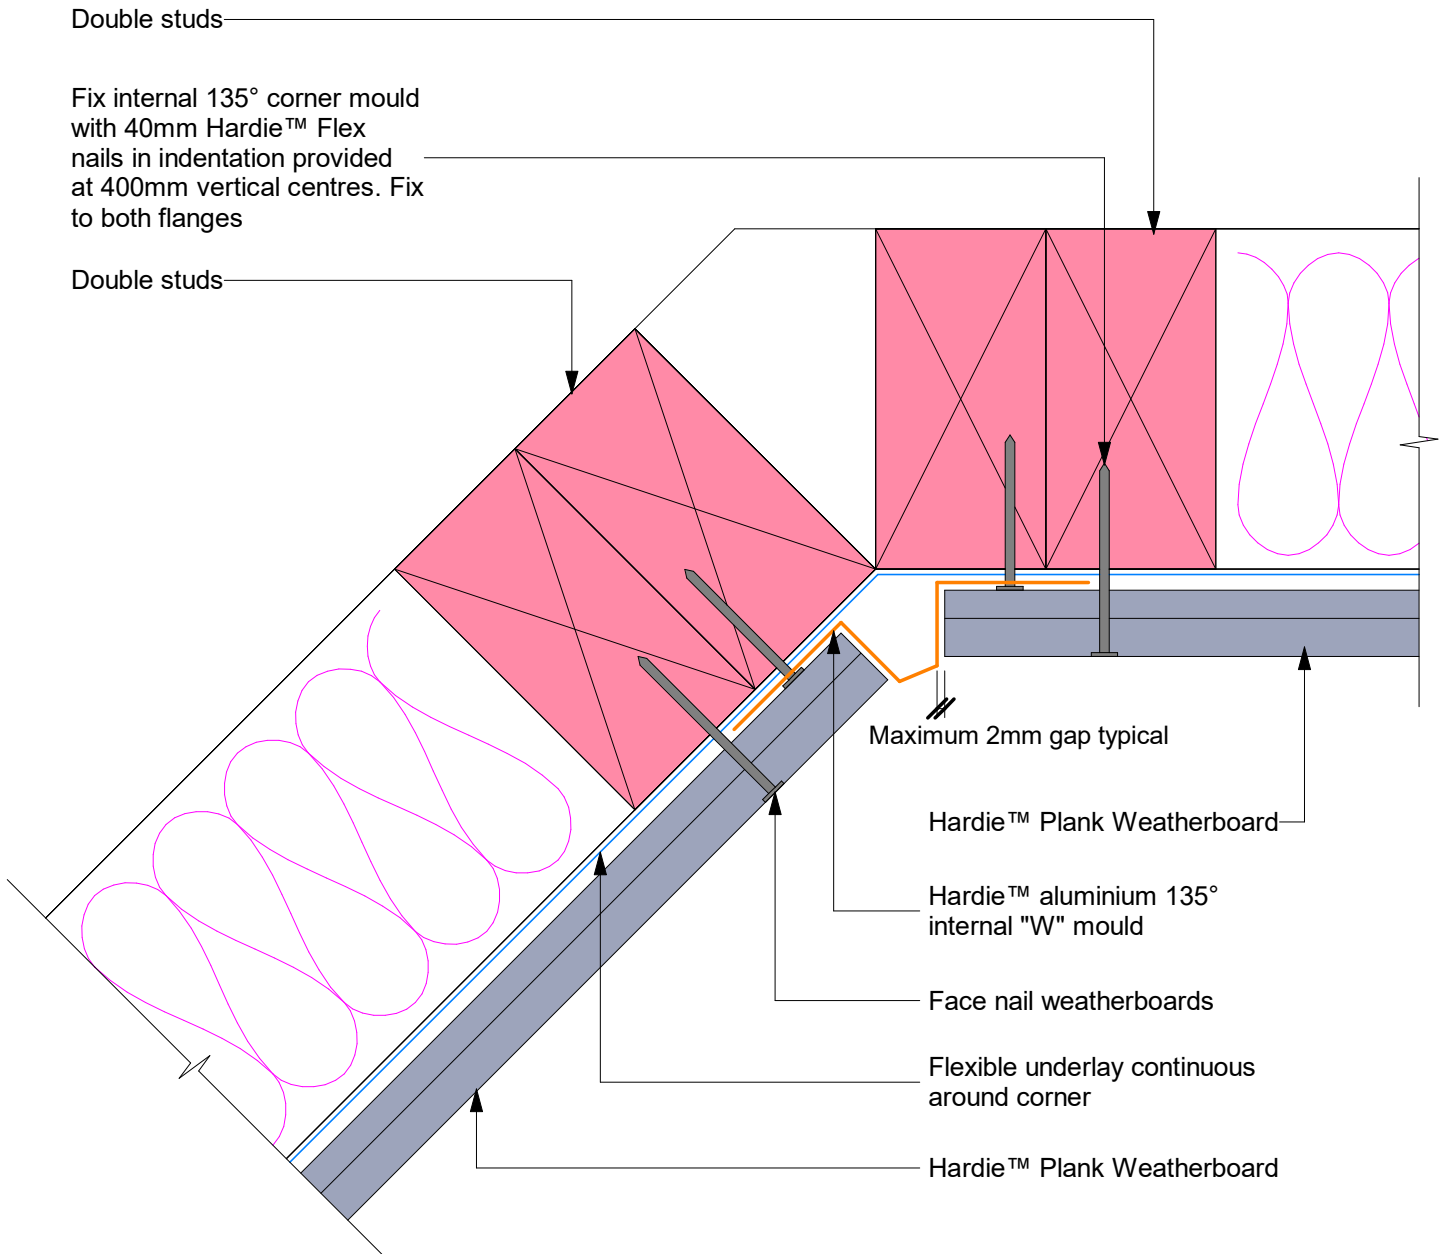 Double studs
Fix internal 135° corner mould
with 40mm Hardie™ Flex
nails in indentation provided
at 400mm vertical centres. Fix
to both flanges
Double studs
Maximum 2mm gap typical
Hardie™ Plank Weatherboard
Hardie™ aluminium 135°
internal "W" mould
Face nail weatherboards
Flexible underlay continuous
around corner
Hardie™ Plank Weatherboard